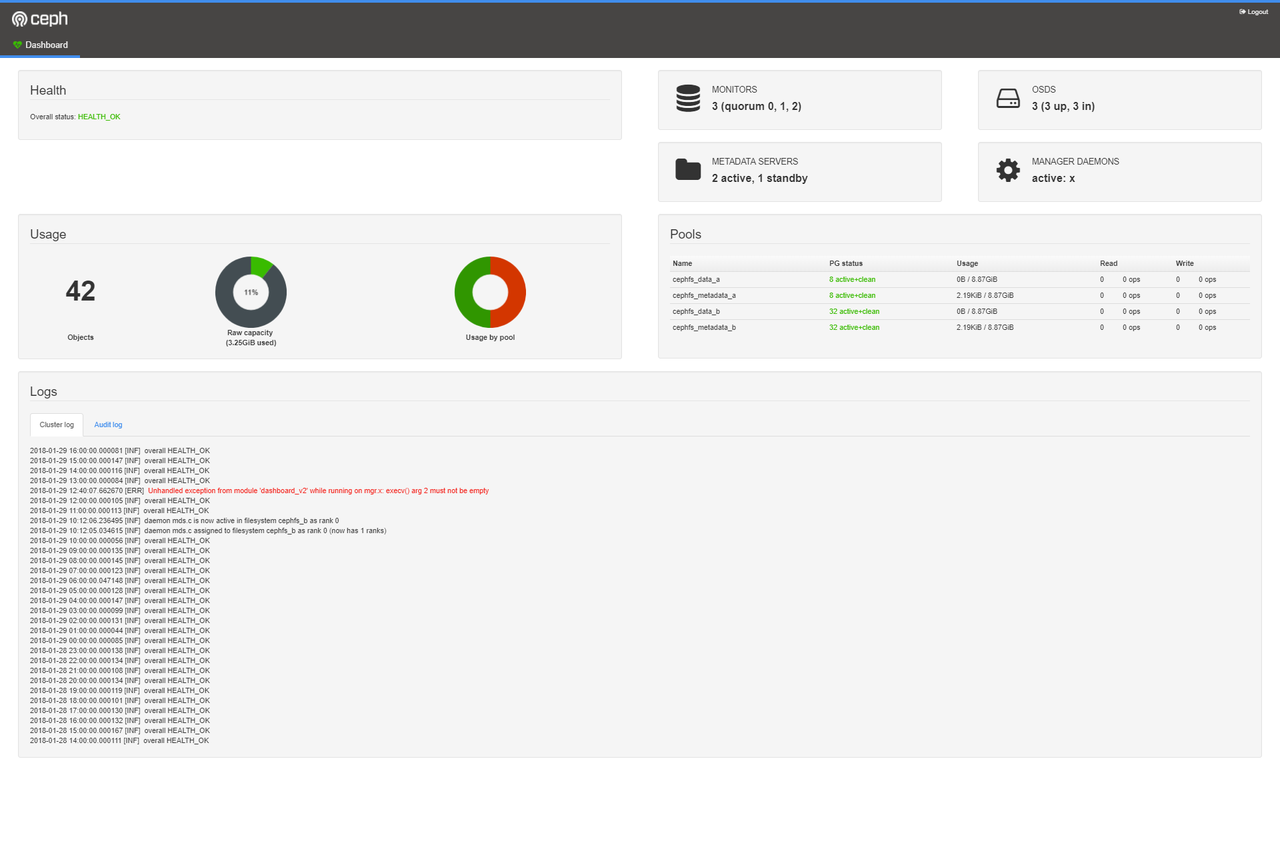 ceph
Logout
Dashboard
Health
Overall status: HEALTH_OK
MONITORS
3 (quorum 0, 1, 2)
OSDS
3 (3 up, 3 in)
METADATA SERVERS
2 active, 1 standby
MANAGER DAEMONS
active: x
Usage
42
Objects
11%
Raw capacity
(3.25GiB used)
Usage by pool
Pools
Name PG status Usage Read Write
cephfs_data_a 8 active+clean 0B / 8.87GiB 0 0 ops 0 0 ops
cephfs_metadata_a 8 active+clean 2.19KiB / 8.87GiB 0 0 ops 0 0 ops
cephfs_data_b 32 active+clean 0B / 8.87GiB 0 0 ops 0 0 ops
cephfs_metadata_b 32 active+clean 2.19KiB / 8.87GiB 0 0 ops 0 0 ops
Logs
Cluster log Audit log
2018-01-29 16:00:00.000081 [INF] overall HEALTH_OK
2018-01-29 15:00:00.000147 [INF] overall HEALTH_OK
2018-01-29 14:00:00.000116 [INF] overall HEALTH_OK
2018-01-29 13:00:00.000084 [INF] overall HEALTH_OK
2018-01-29 12:40:07.662670 [ERR] Unhandled exception from module 'dashboard_v2' while running on mgr.x: execv() arg 2 must not be empty
2018-01-29 12:00:00.000105 [INF] overall HEALTH_OK
2018-01-29 11:00:00.000113 [INF] overall HEALTH_OK
2018-01-29 10:12:06.236495 [INF] daemon mds.c is now active in filesystem cephfs_b as rank 0
2018-01-29 10:12:05.034615 [INF] daemon mds.c assigned to filesystem cephfs_b as rank 0 (now has 1 ranks)
2018-01-29 10:00:00.000056 [INF] overall HEALTH_OK
2018-01-29 09:00:00.000135 [INF] overall HEALTH_OK
2018-01-29 08:00:00.000145 [INF] overall HEALTH_OK
2018-01-29 07:00:00.000123 [INF] overall HEALTH_OK
2018-01-29 06:00:00.047148 [INF] overall HEALTH_OK
2018-01-29 05:00:00.000128 [INF] overall HEALTH_OK
2018-01-29 04:00:00.000147 [INF] overall HEALTH_OK
2018-01-29 03:00:00.000099 [INF] overall HEALTH_OK
2018-01-29 02:00:00.000131 [INF] overall HEALTH_OK
2018-01-29 01:00:00.000044 [INF] overall HEALTH_OK
2018-01-29 00:00:00.000085 [INF] overall HEALTH_OK
2018-01-28 23:00:00.000138 [INF] overall HEALTH_OK
2018-01-28 22:00:00.000134 [INF] overall HEALTH_OK
2018-01-28 21:00:00.000108 [INF] overall HEALTH_OK
2018-01-28 20:00:00.000134 [INF] overall HEALTH_OK
2018-01-28 19:00:00.000119 [INF] overall HEALTH_OK
2018-01-28 18:00:00.000101 [INF] overall HEALTH_OK
2018-01-28 17:00:00.000130 [INF] overall HEALTH_OK
2018-01-28 16:00:00.000132 [INF] overall HEALTH_OK
2018-01-28 15:00:00.000167 [INF] overall HEALTH_OK
2018-01-28 14:00:00.000111 [INF] overall HEALTH_OK